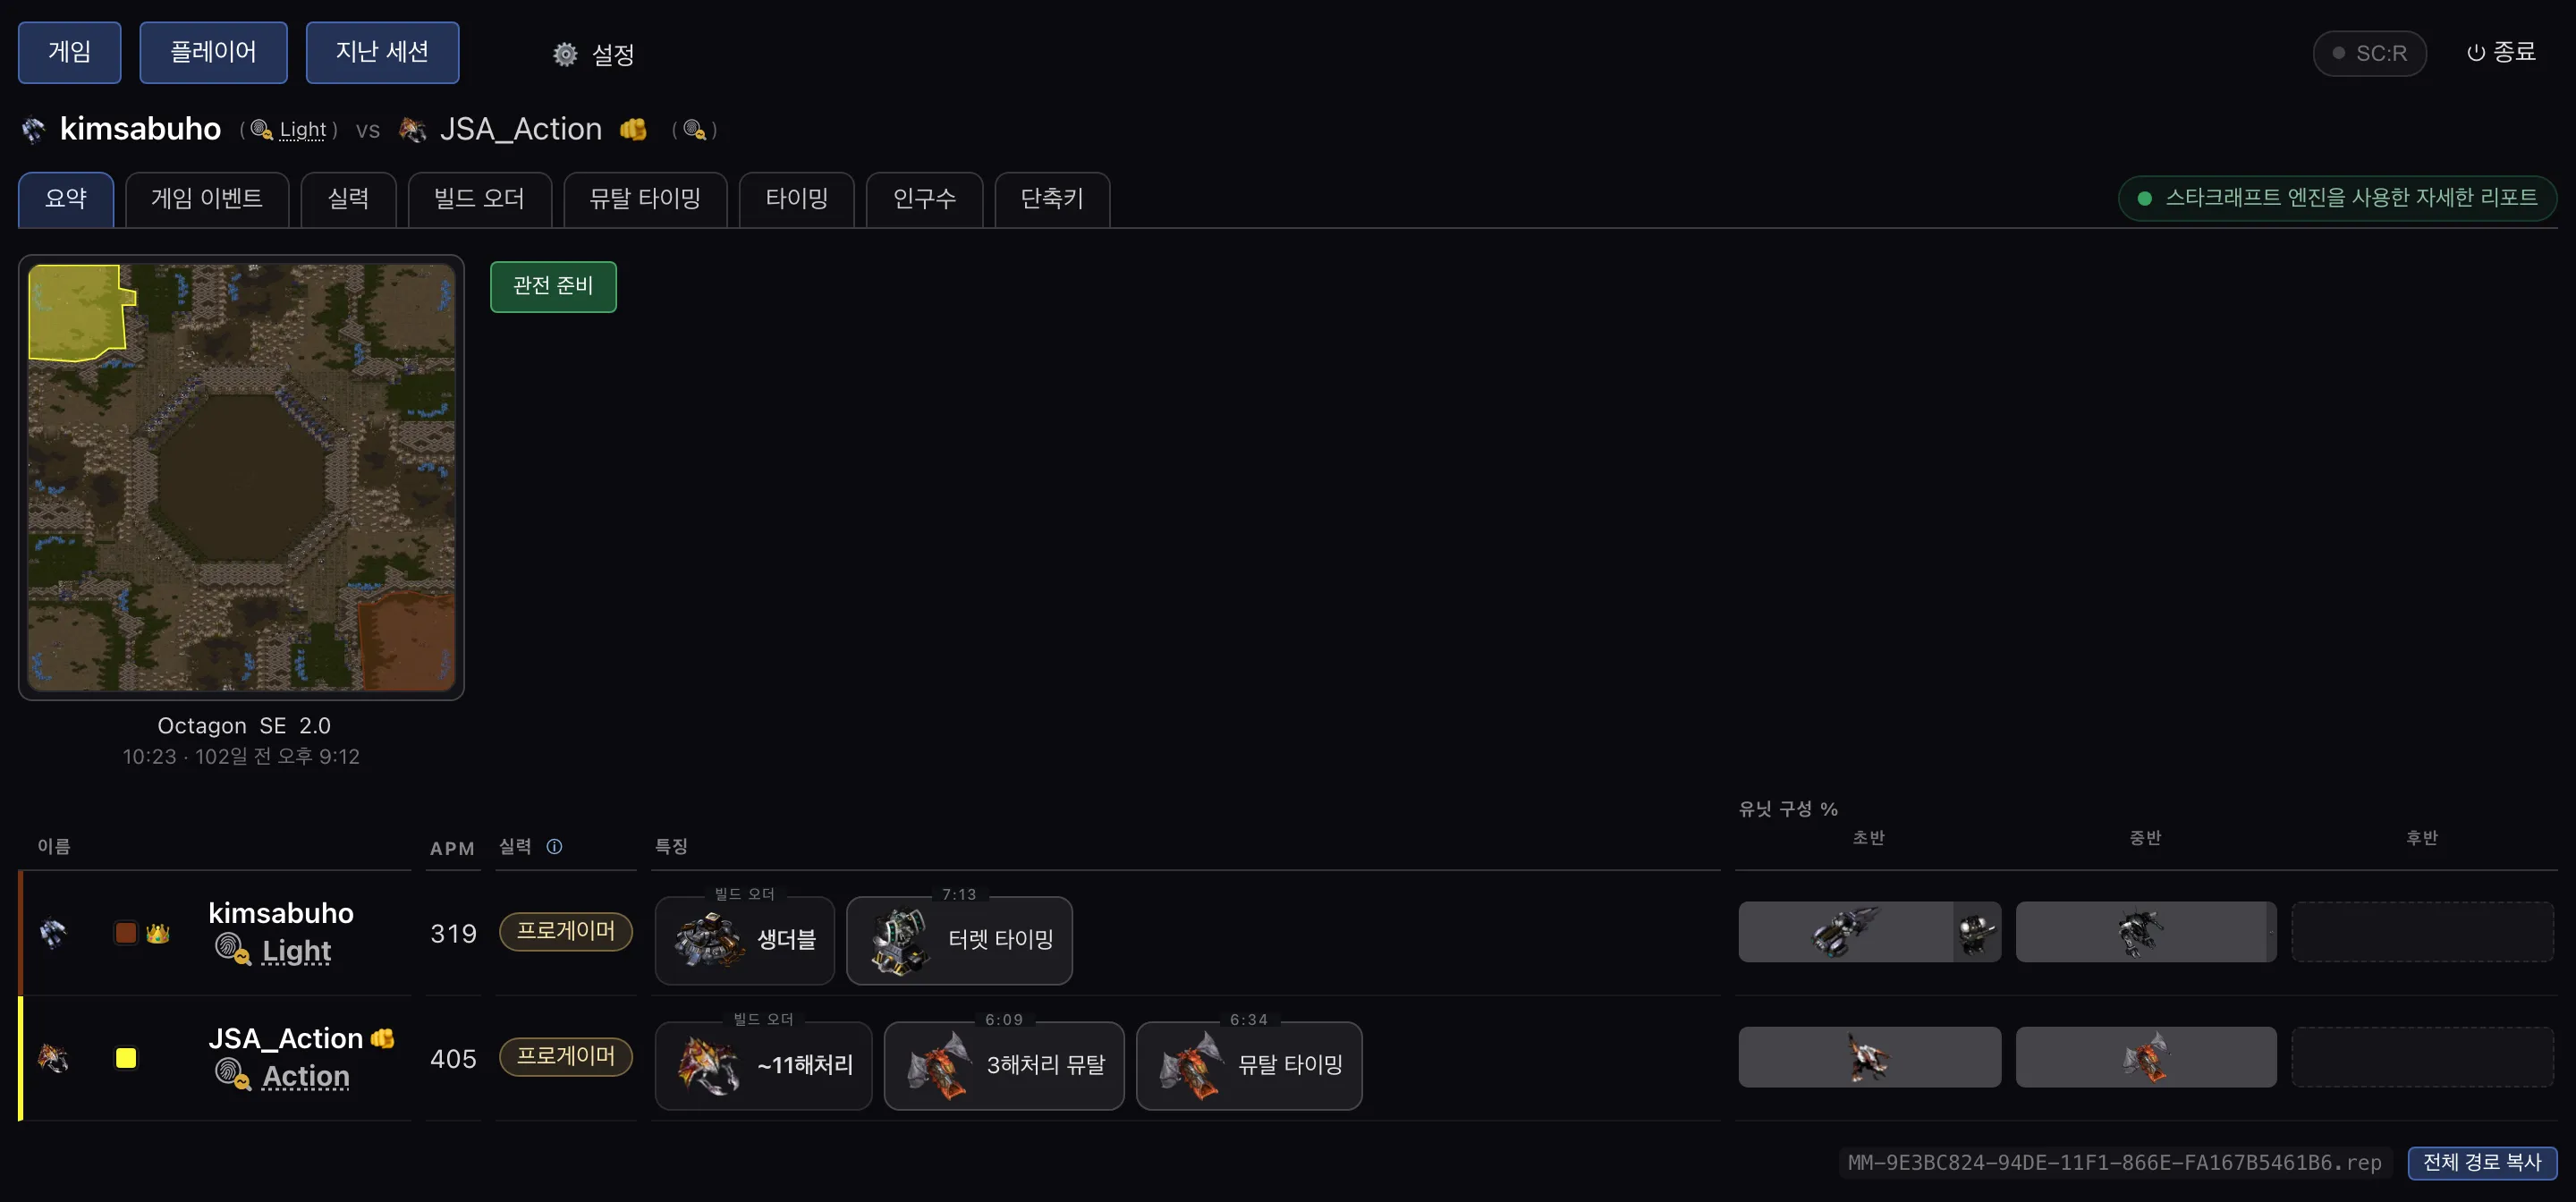 게임 플레이어 지난 세션 설정 SC:R 종료
kimsabuho ( Light ) vs JSA_Action ( )
요약 게임 이벤트 실력 빌드 오더 뮤탈 타이밍 타이밍 인구수 단축키 스타크래프트 엔진을 사용한 자세한 리포트
관전 준비
Octagon SE 2.0
10:23 · 102일 전 오후 9:12
유닛 구성 %
이름 APM 실력 특징 초반 중반 후반
빌드 오더 7:13
kimsabuho
Light
319 프로게이머 생더블 터렛 타이밍
빌드 오더 6:09 6:34
JSA_Action
Action
405 프로게이머 ~11해처리 3해처리 뮤탈 뮤탈 타이밍
MM-9E3BC824-94DE-11F1-866E-FA167B5461B6.rep 전체 경로 복사